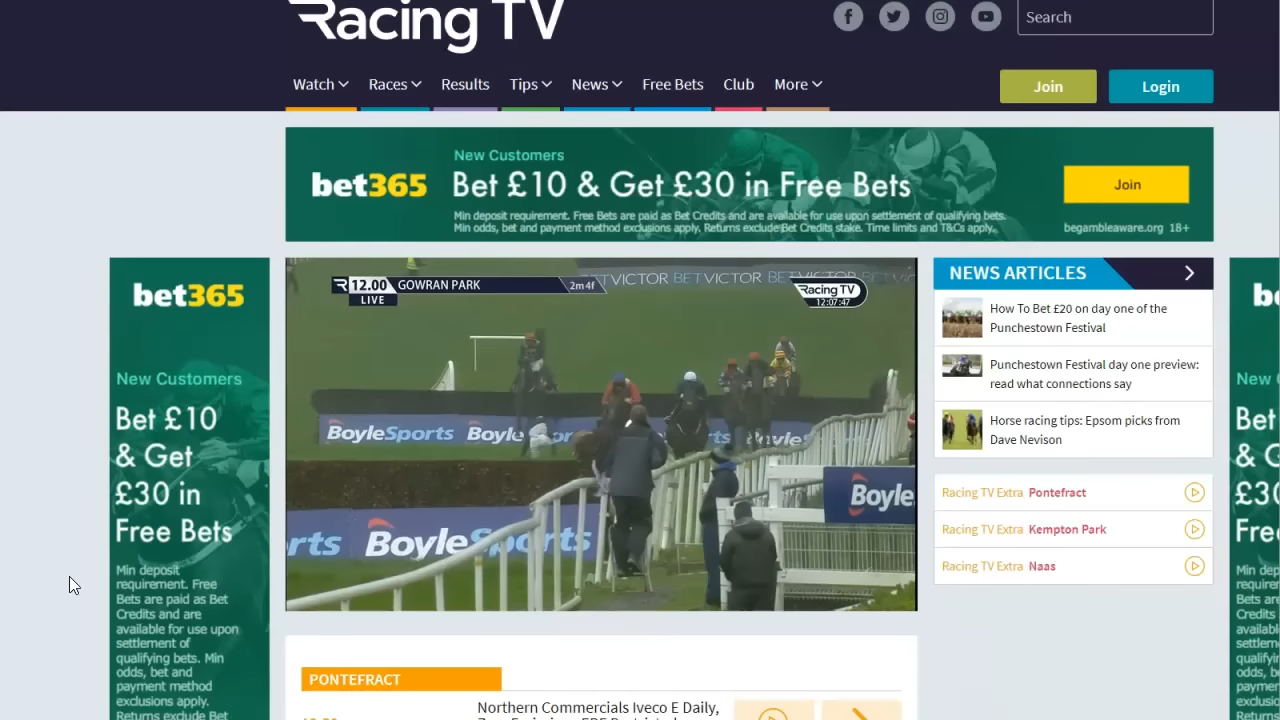 Racing TV
Search
Watch
Races
Results
Tips
News
Free Bets
Club
More
Join
Login
bet365
New Customers
Bet £10 & Get £30 in Free Bets
Min deposit requirement. Free Bets are paid as Bet Credits and are available for use upon settlement of qualifying bets.
Min odds, bet and payment method exclusions apply. Returns exclude Bet Credits stake. Time limits and T&Cs apply.
Join
begambleaware.org 18+
bet365
New Customers
Bet £10
& Get
£30 in
Free Bets
Min deposit
requirement. Free
Bets are paid as Bet
Credits and are
available for use upon
settlement of
qualifying bets. Min
odds, bet and
payment method
exclusions apply.
Returns exclude Bet
R 12.00 GOWRAN PARK 2m4f
LIVE
BETVICTOR BETVICTOR
Racing TV
12:07:47
BoyleSports
BoyleSports
Boyle
NEWS ARTICLES
How To Bet £20 on day one of the
Punchestown Festival
Punchestown Festival day one preview:
read what connections say
Horse racing tips: Epsom picks from
Dave Nevison
Racing TV Extra Pontefract
Racing TV Extra Kempton Park
Racing TV Extra Naas
PONTEFRACT
Northern Commercials Iveco E Daily,